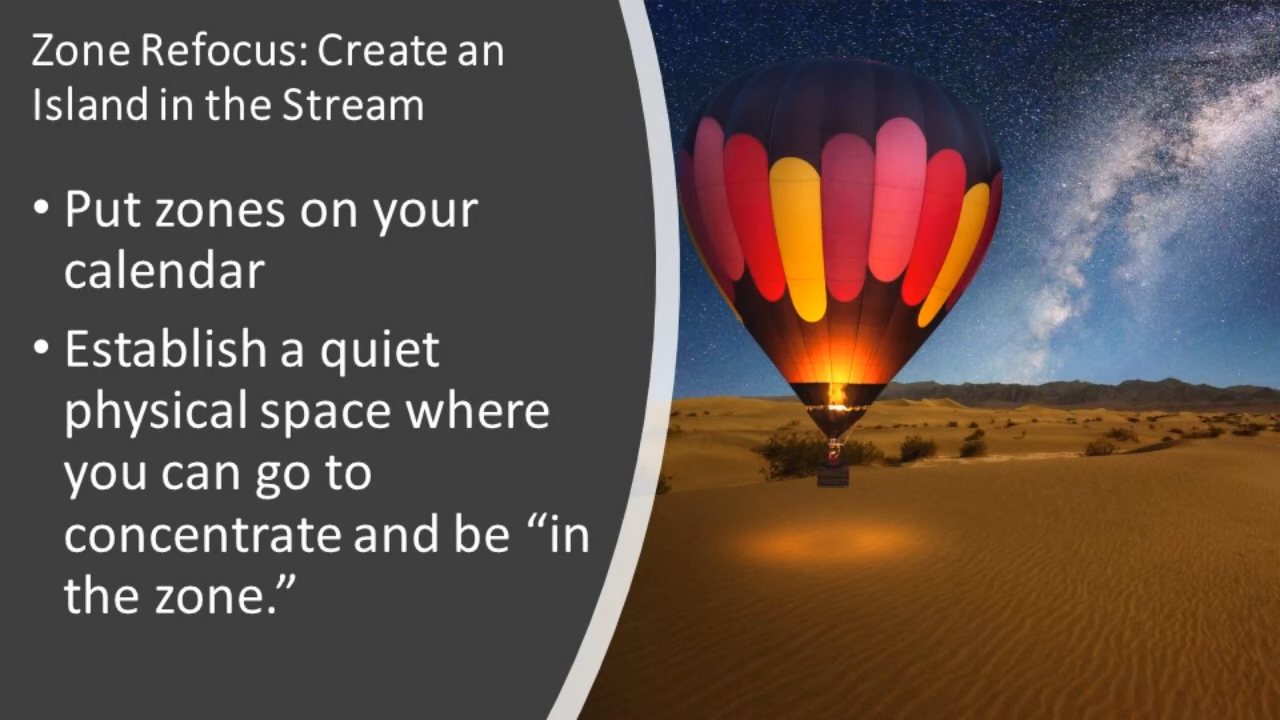 Zone Refocus: Create an
Island in the Stream
• Put zones on your
calendar
• Establish a quiet
physical space where
you can go to
concentrate and be “in
the zone.”